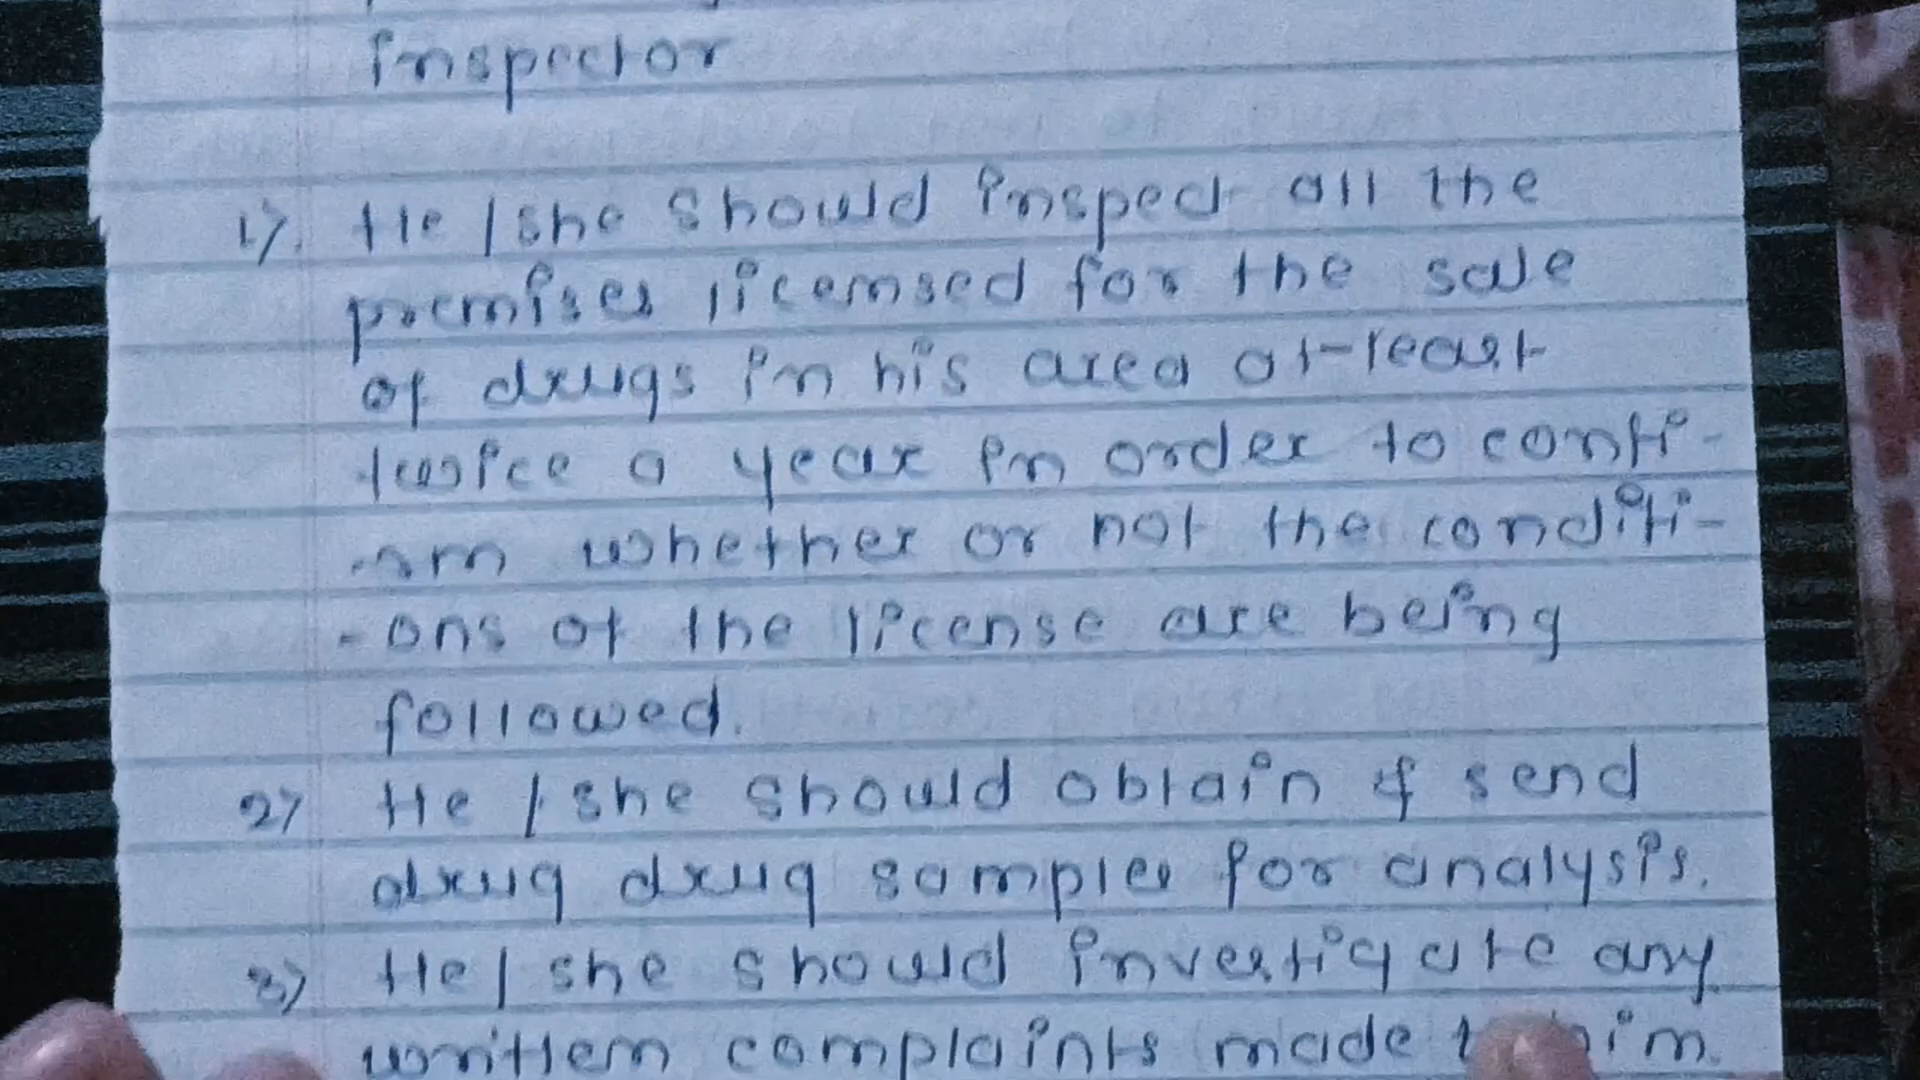 inspector
1). He / she should inspect all the
premises licensed for the sale
of drugs in his area at-least
twice a year in order to confi-
-rm whether or not the conditi-
-ons of the license are being
followed.
2) He / she should obtain & send
drug drug samples for analysis.
3) He / she should investigate any
written complaints made him.